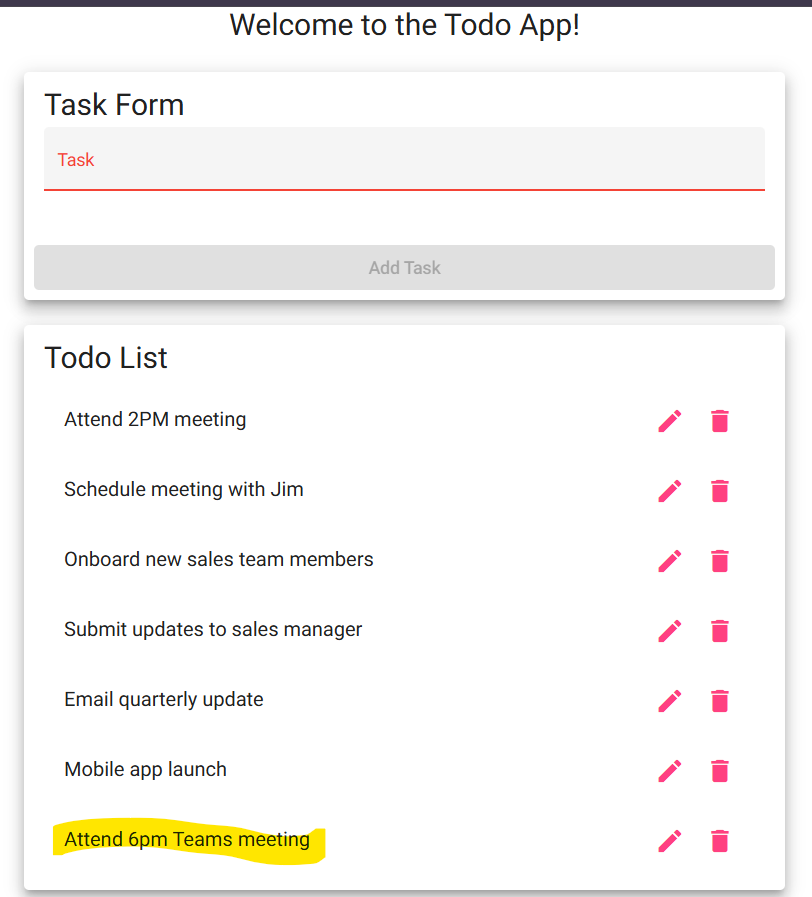 Welcome to the Todo App!
Task Form
Task
Add Task
Todo List
Attend 2PM meeting
Schedule meeting with Jim
Onboard new sales team members
Submit updates to sales manager
Email quarterly update
Mobile app launch
Attend 6pm Teams meeting